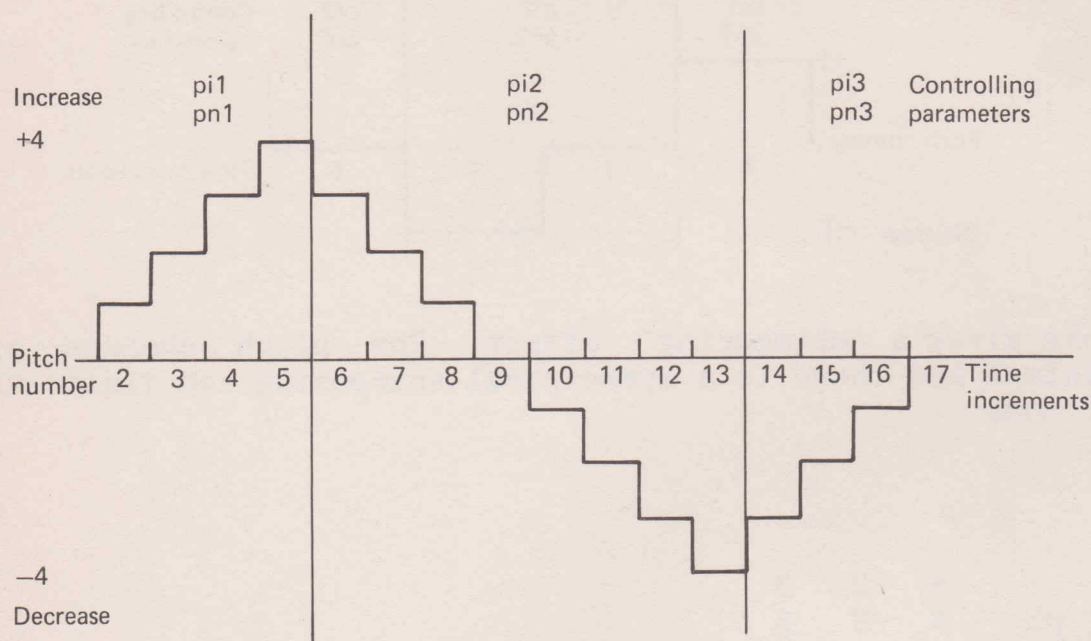 Increase
+4
pi1
pn1
pi2
pn2
pi3
pn3
Controlling
parameters
Pitch
number
2 3 4 5 6 7 8 9 10 11 12 13 14 15 16 17
Time
increments
−4
Decrease